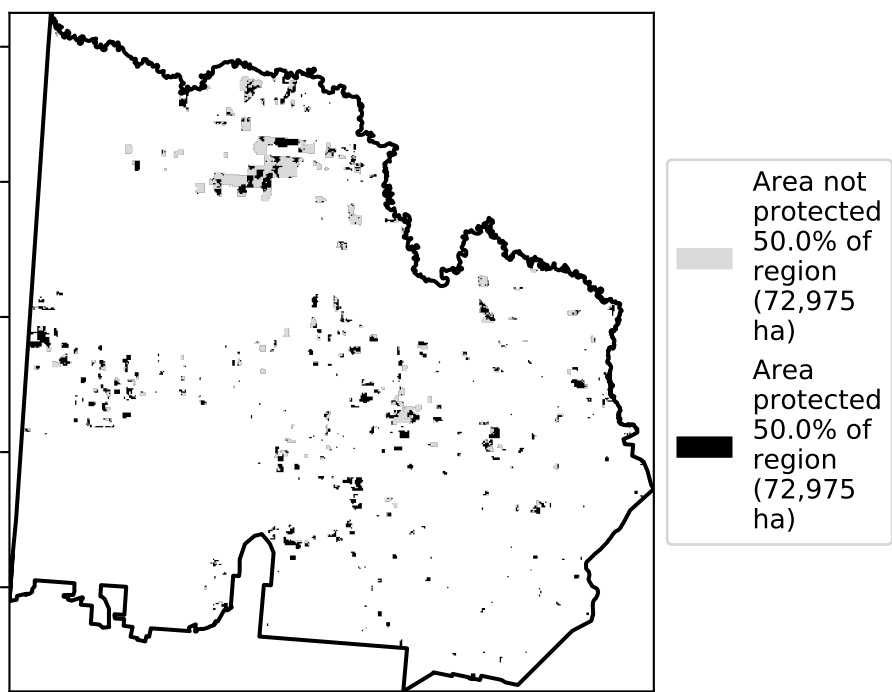 Area not
protected
50.0% of
region
(72,975
ha)
Area
protected
50.0% of
region
(72,975
ha)